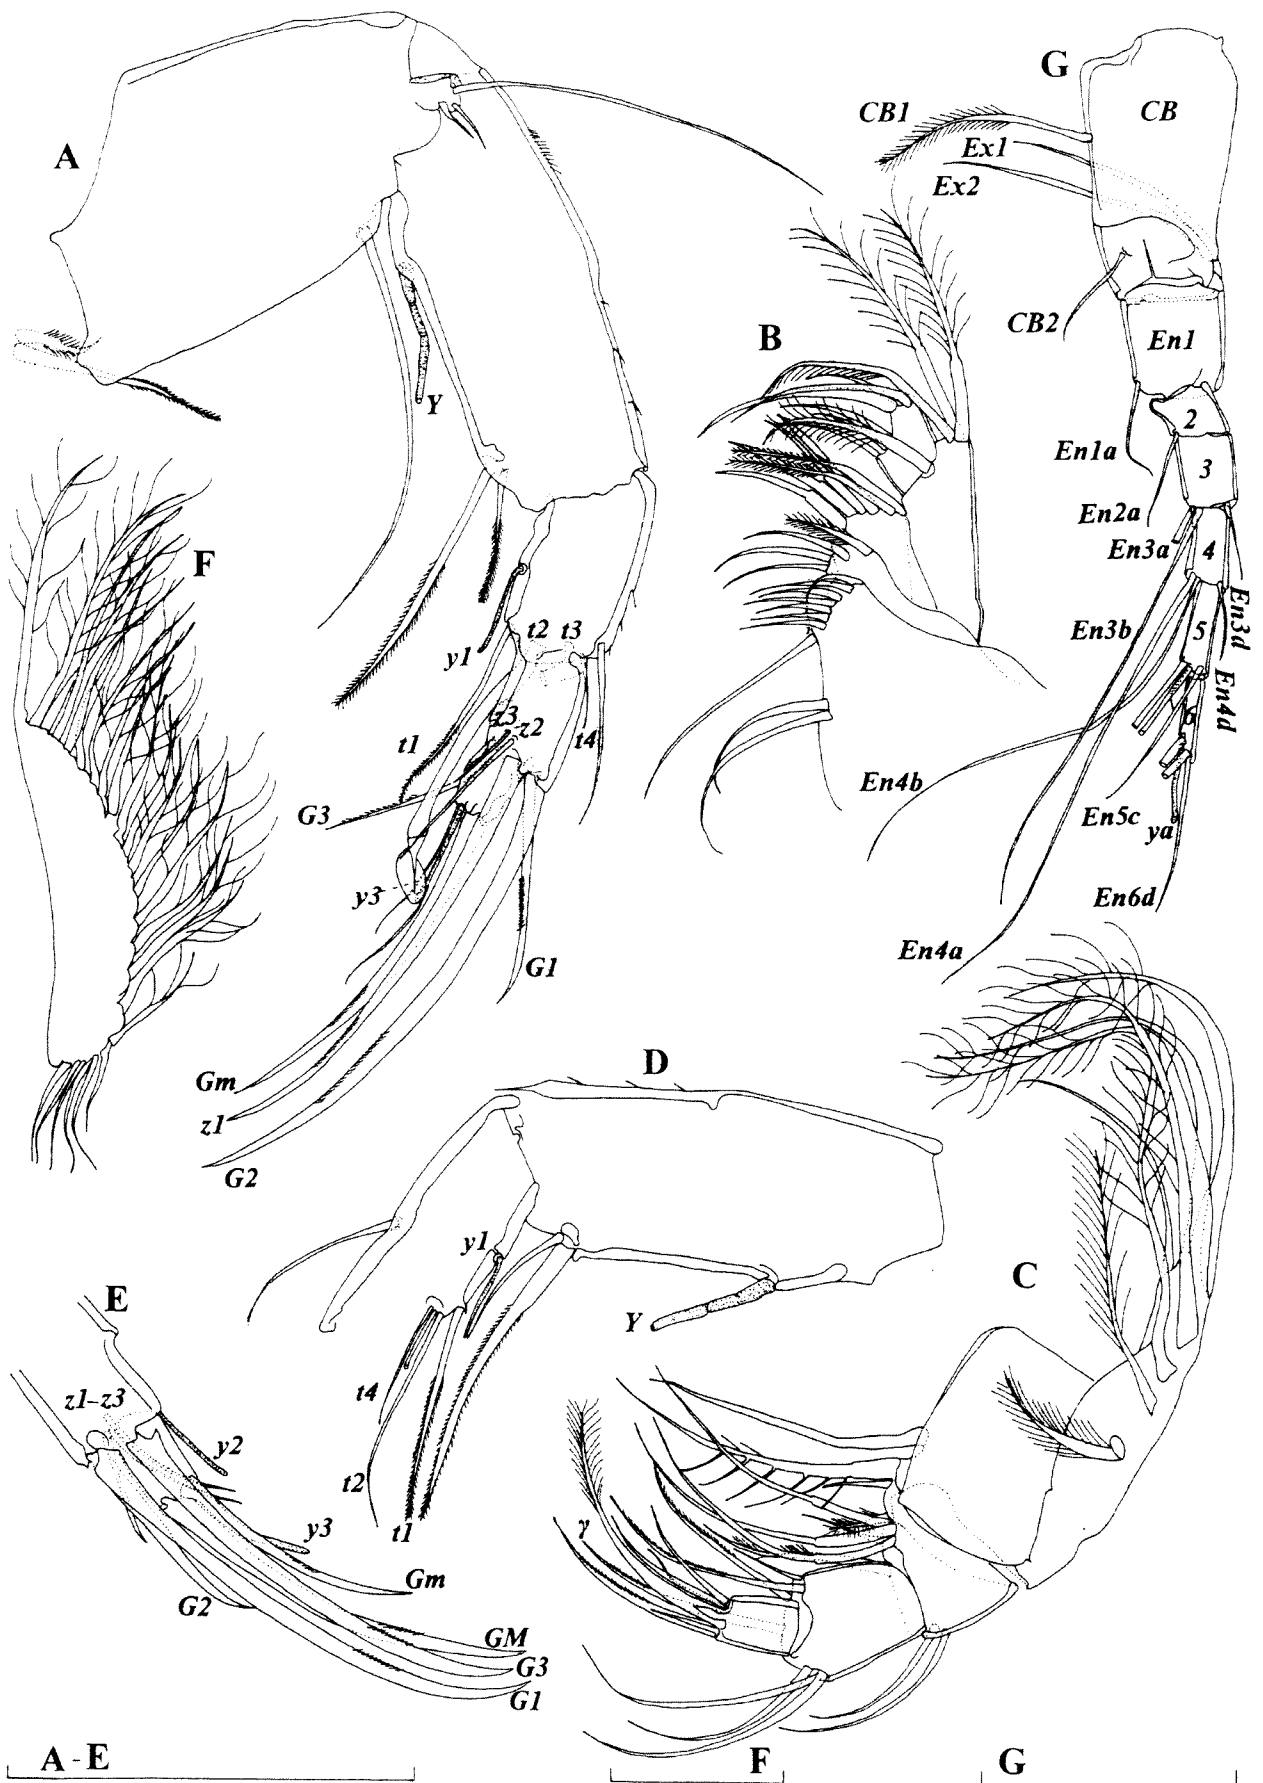 A
Y
y1
t2
t3
z3
z2
t1
t4
G3
y3
G1
Gm
z1
G2
F
B
G
CB1
CB
Ex1
Ex2
CB2
En1
2
En1a
3
En2a
En3a
4
En3b
5
En3d
En4d
6
En4b
En5c
ya
En6d
En4a
D
y1
Y
t4
t2
t1
C
γ
E
z1-z3
y2
y3
Gm
G2
GM
G3
G1
A - E
F
G